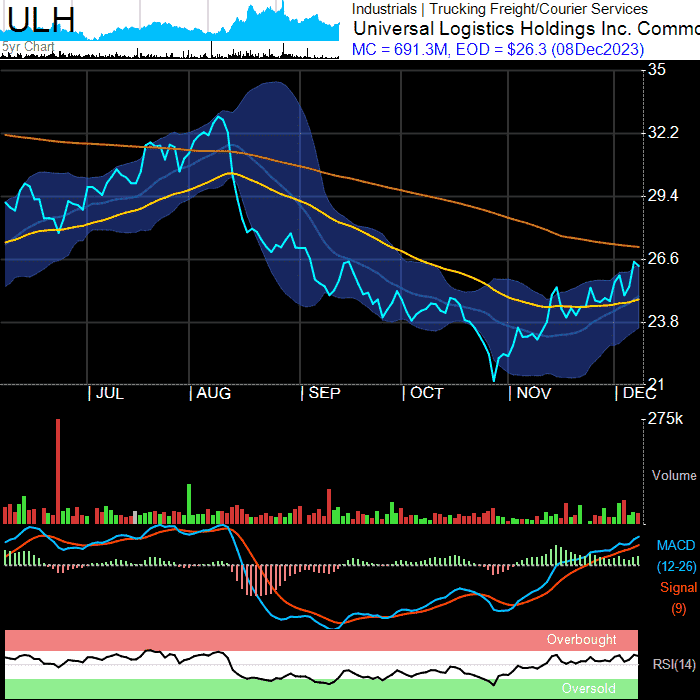 ULH
5yr Chart
Industrials | Trucking Freight/Courier Services
Universal Logistics Holdings Inc. Commo
MC = 691.3M, EOD = $26.3 (08Dec2023)
35
32.2
29.4
26.6
23.8
21
| JUL | AUG | SEP | OCT | NOV | DEC
275k
Volume
MACD
(12-26)
Signal
(9)
Overbought
RSI(14)
Oversold